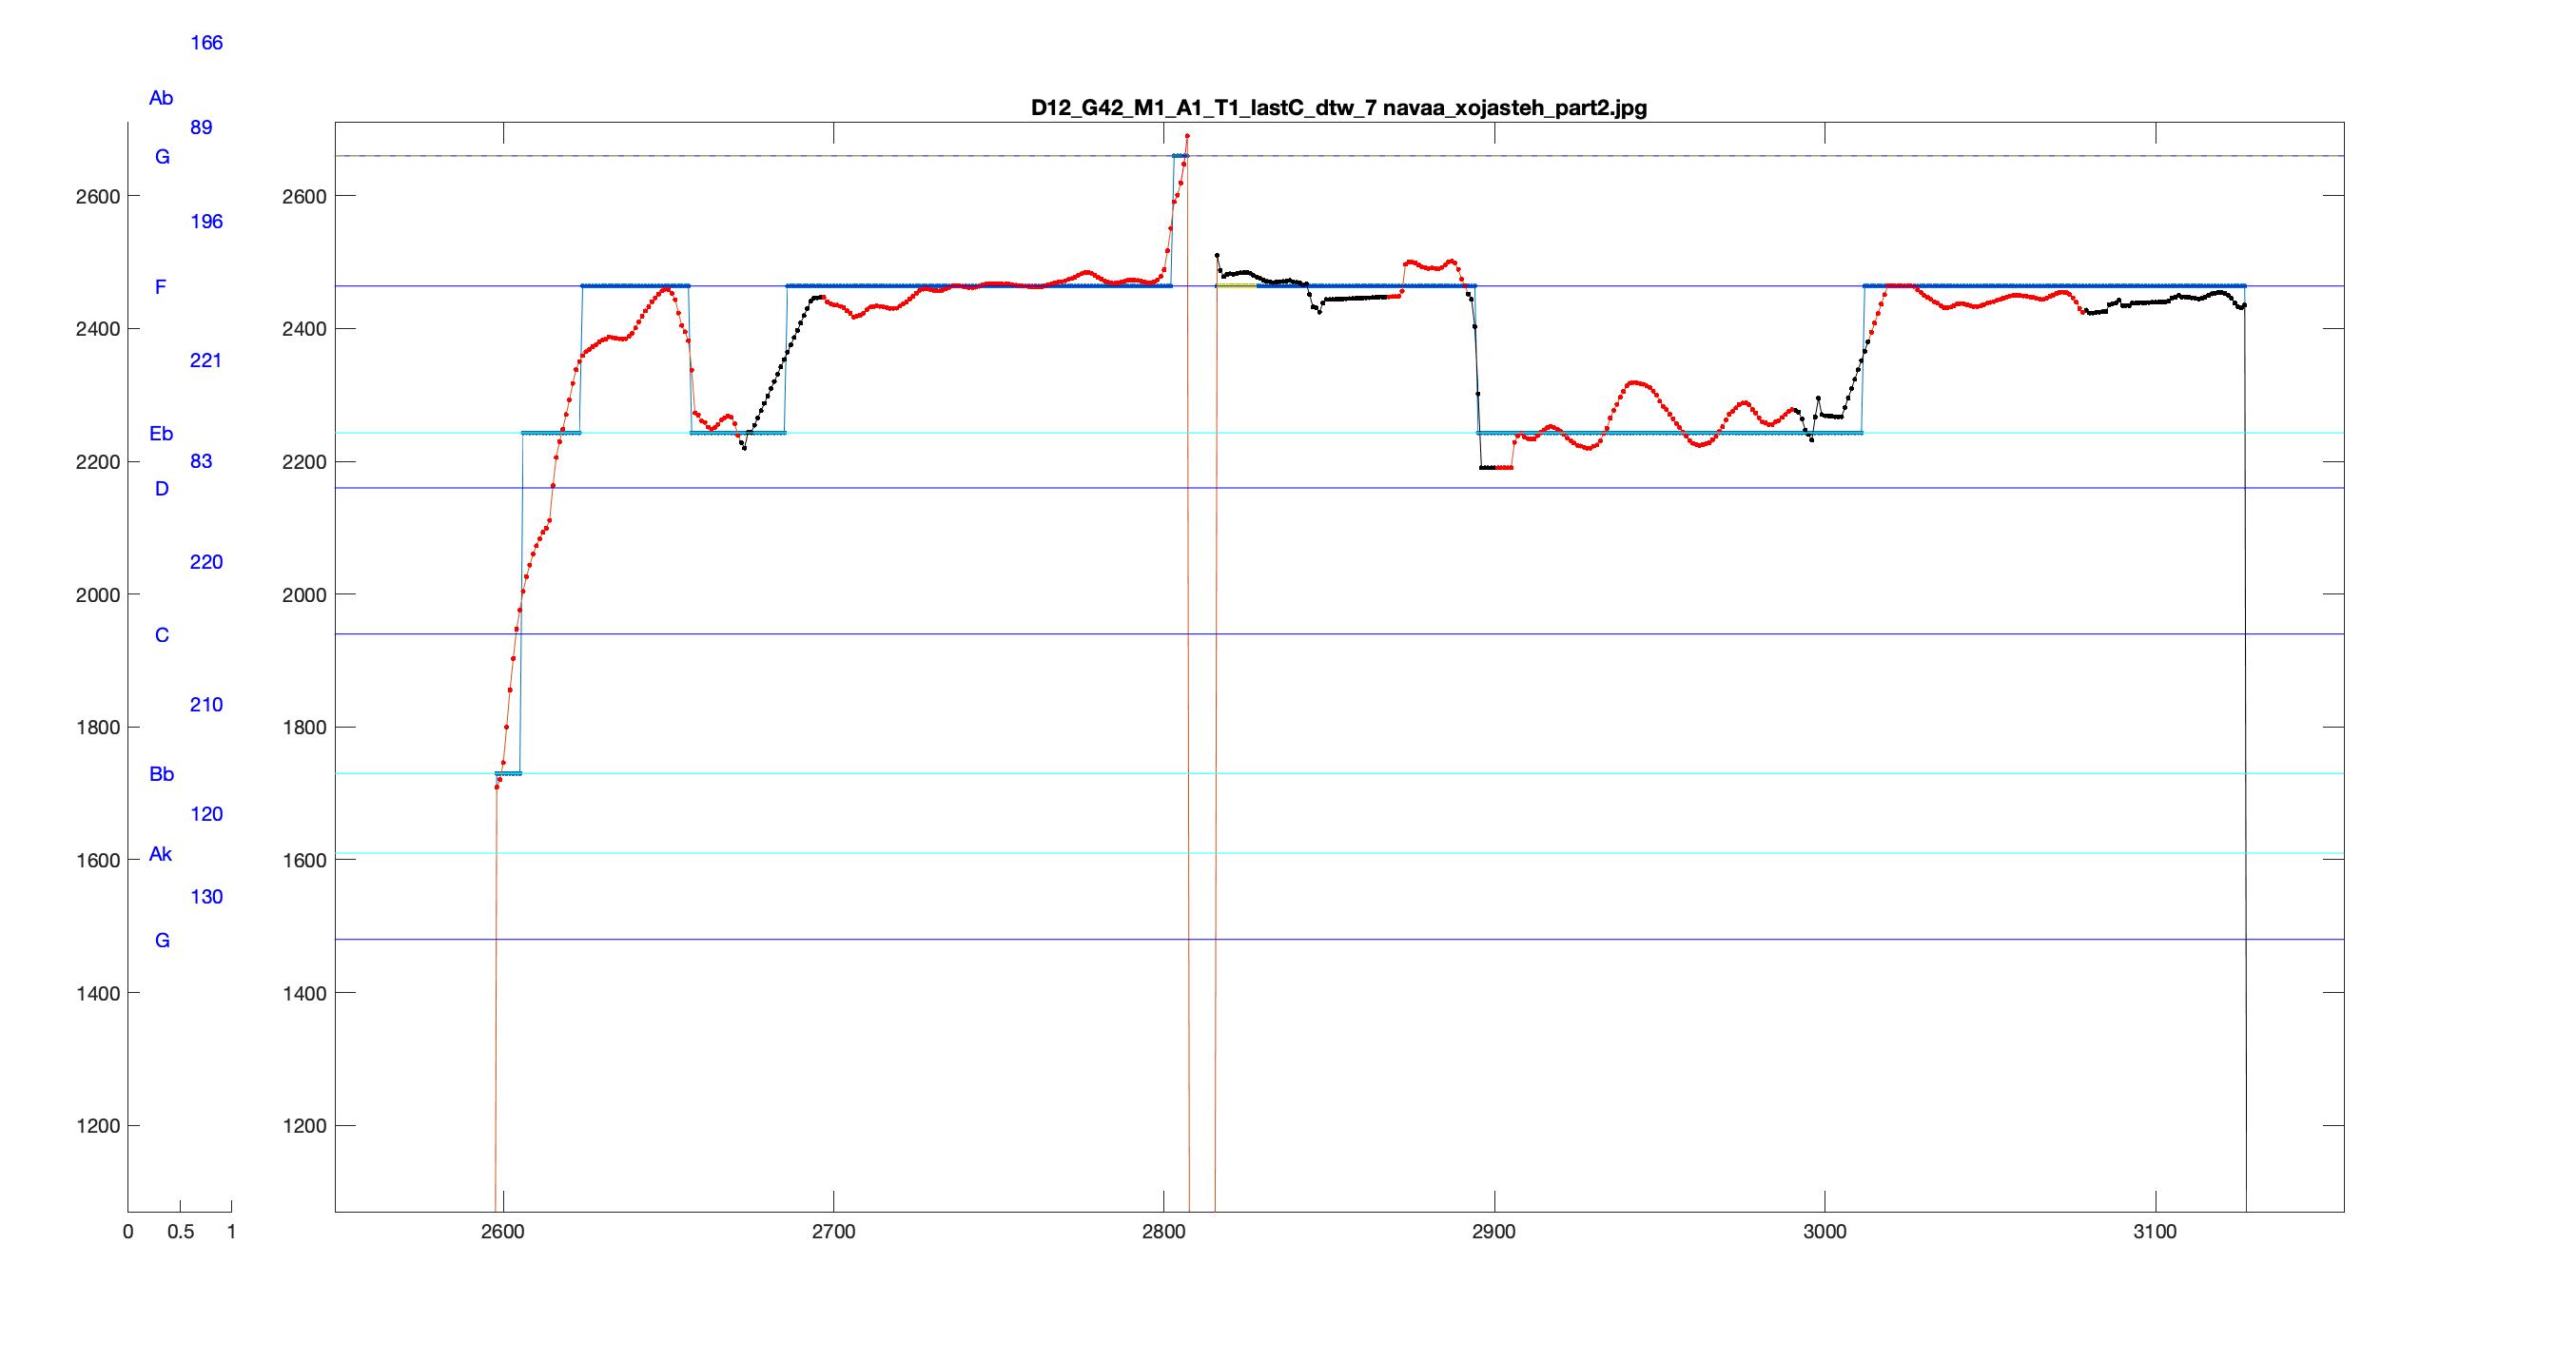 166
Ab
D12_G42_M1_A1_T1_lastC_dtw_7 navaa_xojasteh_part2.jpg
89
G
2600 2600
196
F
2400 2400
221
Eb
83
2200 2200
D
220
2000 2000
C
210
1800 1800
Bb
120
Ak
1600 1600
130
G
1400 1400
1200 1200
0 0.5 1 2600 2700 2800 2900 3000 3100